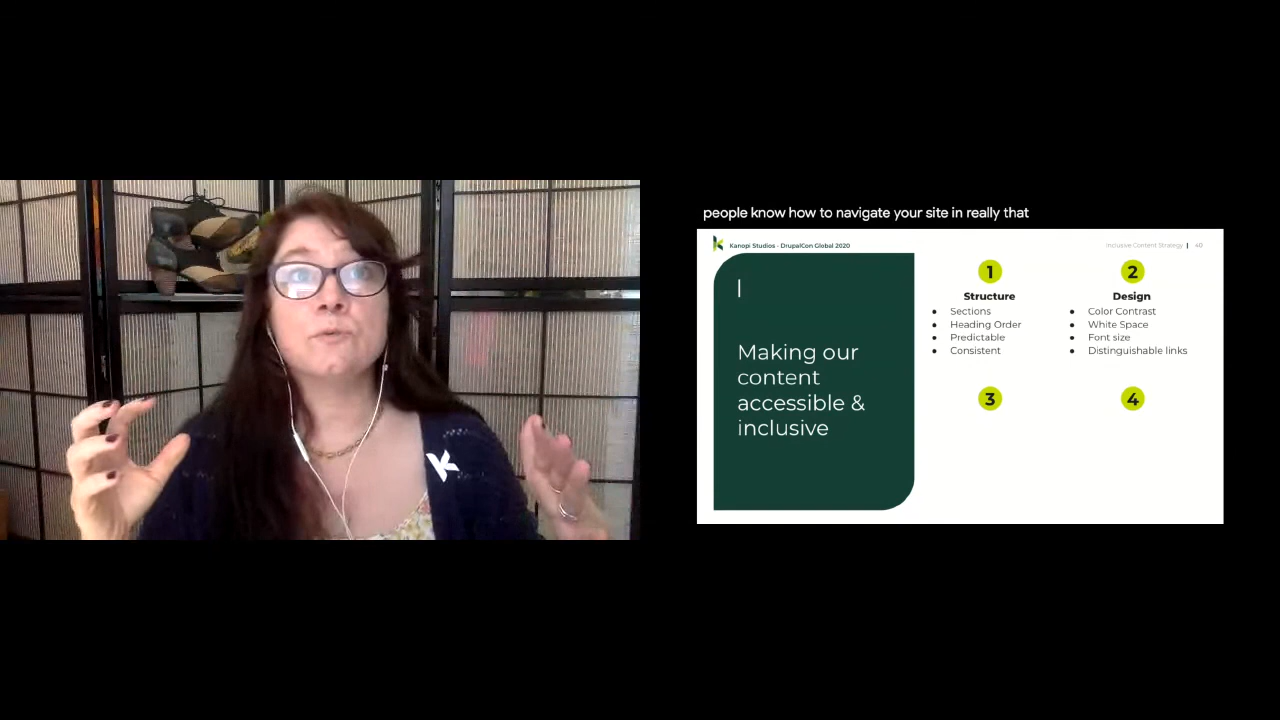 people know how to navigate your site in really that
Kanopi Studios - DrupalCon Global 2020
Inclusive Content Strategy | 40
Making our
content
accessible &
inclusive
1
Structure
● Sections
● Heading Order
● Predictable
● Consistent
2
Design
● Color Contrast
● White Space
● Font size
● Distinguishable links
3
4